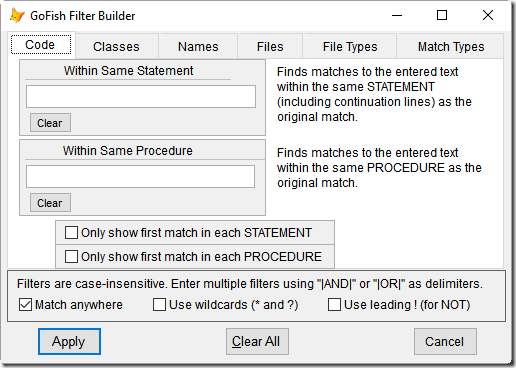 GoFish Filter Builder
Code
Classes
Names
Files
File Types
Match Types
Within Same Statement
Clear
Finds matches to the entered text
within the same STATEMENT
(including continuation lines) as the
original match.
Within Same Procedure
Clear
Finds matches to the entered text
within the same PROCEDURE as the
original match.
Only show first match in each STATEMENT
Only show first match in each PROCEDURE
Filters are case-insensitive. Enter multiple filters using "|AND|" or "|OR|" as delimiters.
Match anywhere
Use wildcards (* and ?)
Use leading ! (for NOT)
Apply
Clear All
Cancel